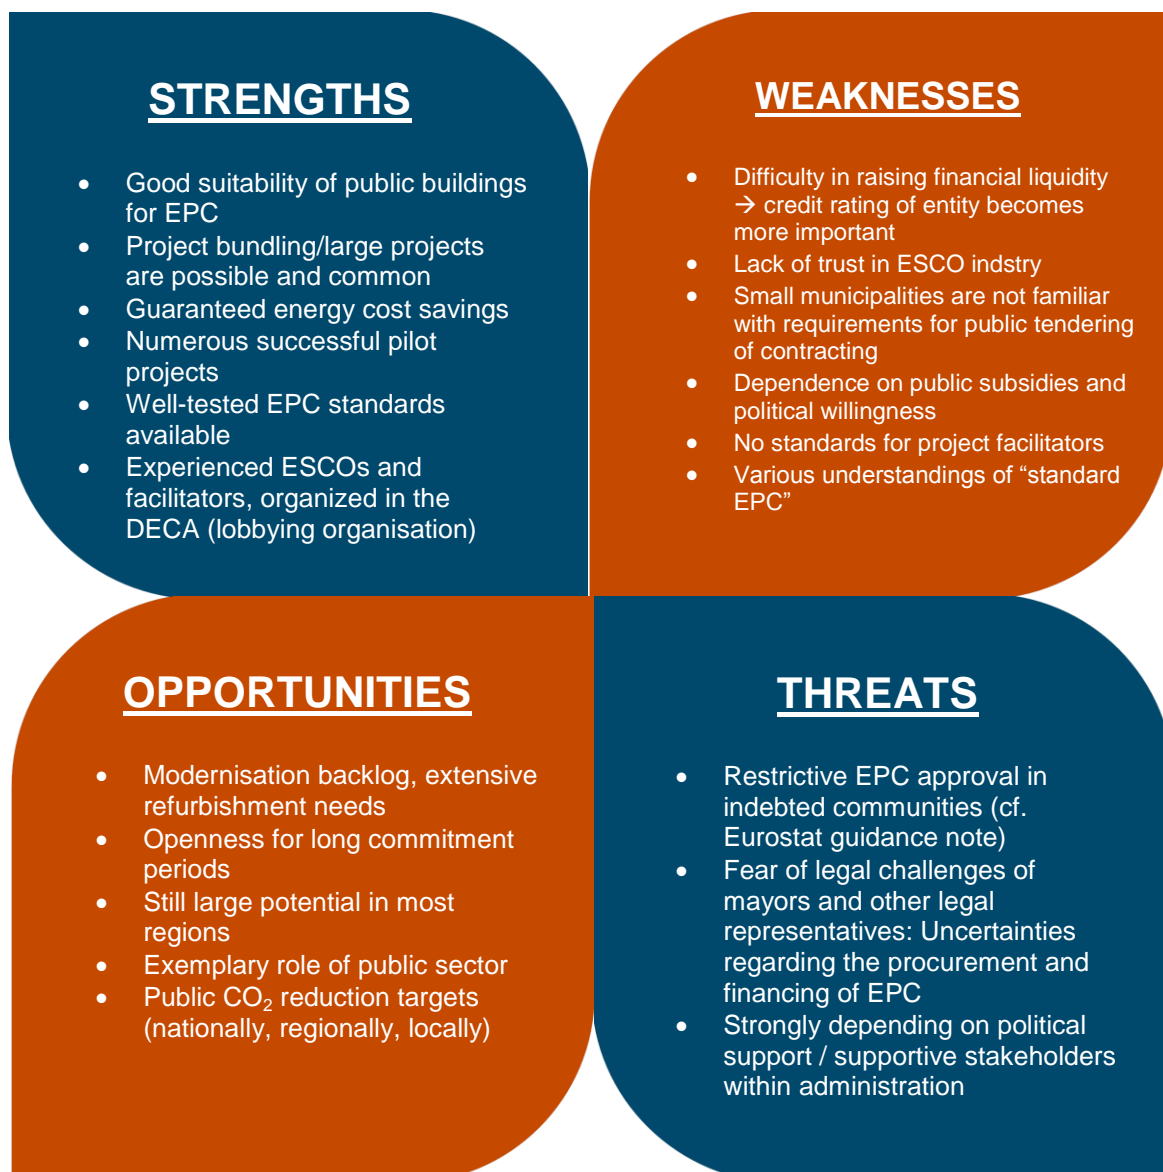 STRENGTHS
• Good suitability of public buildings
for EPC
• Project bundling/large projects
are possible and common
• Guaranteed energy cost savings
• Numerous successful pilot
projects
• Well-tested EPC standards
available
• Experienced ESCOs and
facilitators, organized in the
DECA (lobbying organisation)
WEAKNESSES
• Difficulty in raising financial liquidity
→ credit rating of entity becomes
more important
• Lack of trust in ESCO indstry
• Small municipalities are not familiar
with requirements for public tendering
of contracting
• Dependence on public subsidies and
political willingness
• No standards for project facilitators
• Various understandings of “standard
EPC”
OPPORTUNITIES
• Modernisation backlog, extensive
refurbishment needs
• Openness for long commitment
periods
• Still large potential in most
regions
• Exemplary role of public sector
• Public CO₂ reduction targets
(nationally, regionally, locally)
THREATS
• Restrictive EPC approval in
indebted communities (cf.
Eurostat guidance note)
• Fear of legal challenges of
mayors and other legal
representatives: Uncertainties
regarding the procurement and
financing of EPC
• Strongly depending on political
support / supportive stakeholders
within administration